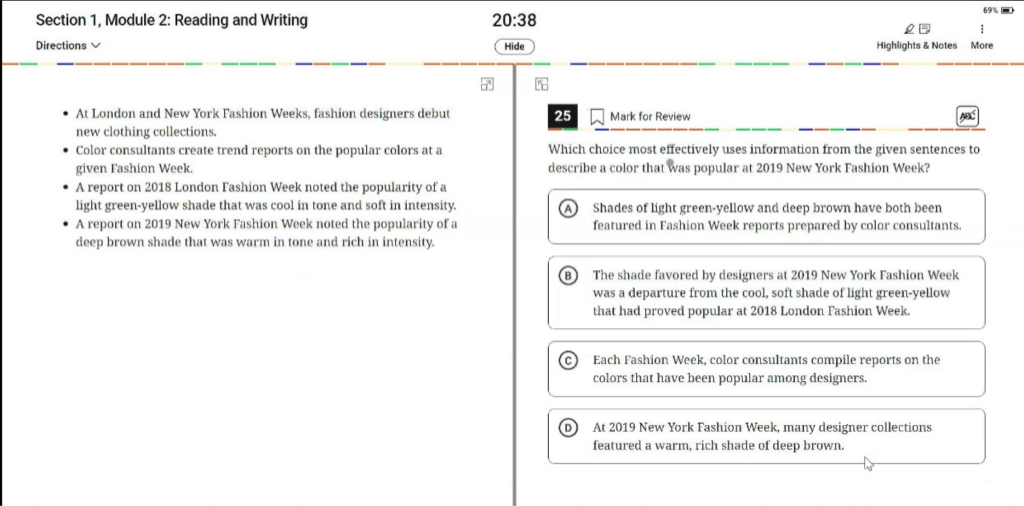 69%
Section 1, Module 2: Reading and Writing
20:38
Directions
Hide
Highlights & Notes
More
• At London and New York Fashion Weeks, fashion designers debut
new clothing collections.
• Color consultants create trend reports on the popular colors at a
given Fashion Week.
• A report on 2018 London Fashion Week noted the popularity of a
light green-yellow shade that was cool in tone and soft in intensity.
• A report on 2019 New York Fashion Week noted the popularity of a
deep brown shade that was warm in tone and rich in intensity.
25
Mark for Review
ABC
Which choice most effectively uses information from the given sentences to
describe a color that was popular at 2019 New York Fashion Week?
A
Shades of light green-yellow and deep brown have both been
featured in Fashion Week reports prepared by color consultants.
B
The shade favored by designers at 2019 New York Fashion Week
was a departure from the cool, soft shade of light green-yellow
that had proved popular at 2018 London Fashion Week.
C
Each Fashion Week, color consultants compile reports on the
colors that have been popular among designers.
D
At 2019 New York Fashion Week, many designer collections
featured a warm, rich shade of deep brown.